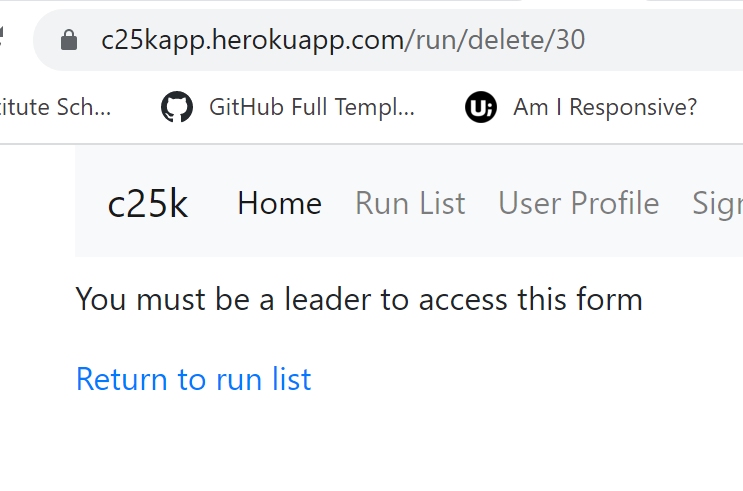 c25kapp.herokuapp.com/run/delete/30
itute Sch... GitHub Full Templ... Am I Responsive?
c25k Home Run List User Profile Sign
You must be a leader to access this form
Return to run list